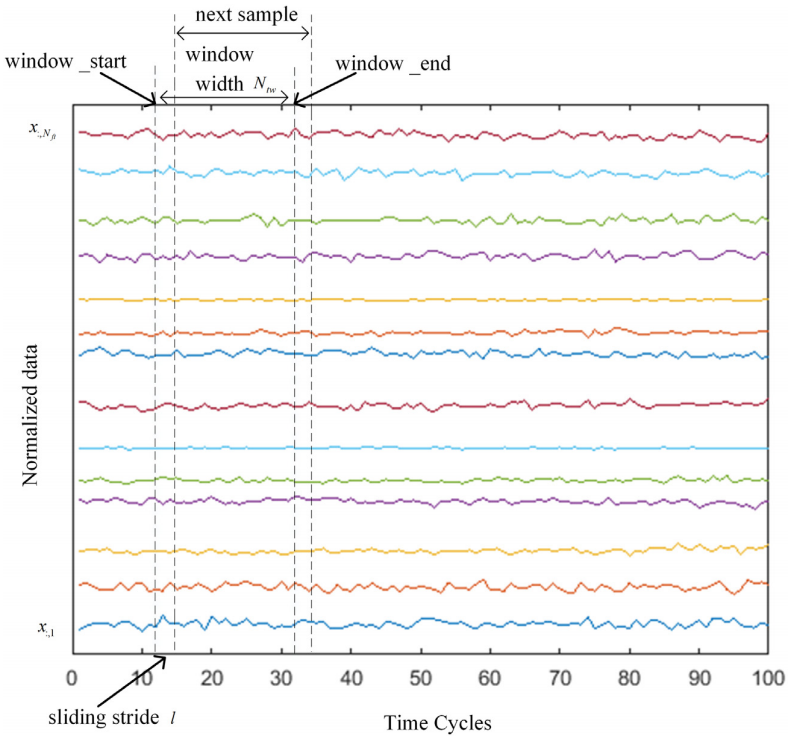 next sample
window _start
window
width N_tw
window _end
x_:,N_fl
Normalized data
x_:,1
0 10 20 30 40 50 60 70 80 90 100
sliding stride l
Time Cycles